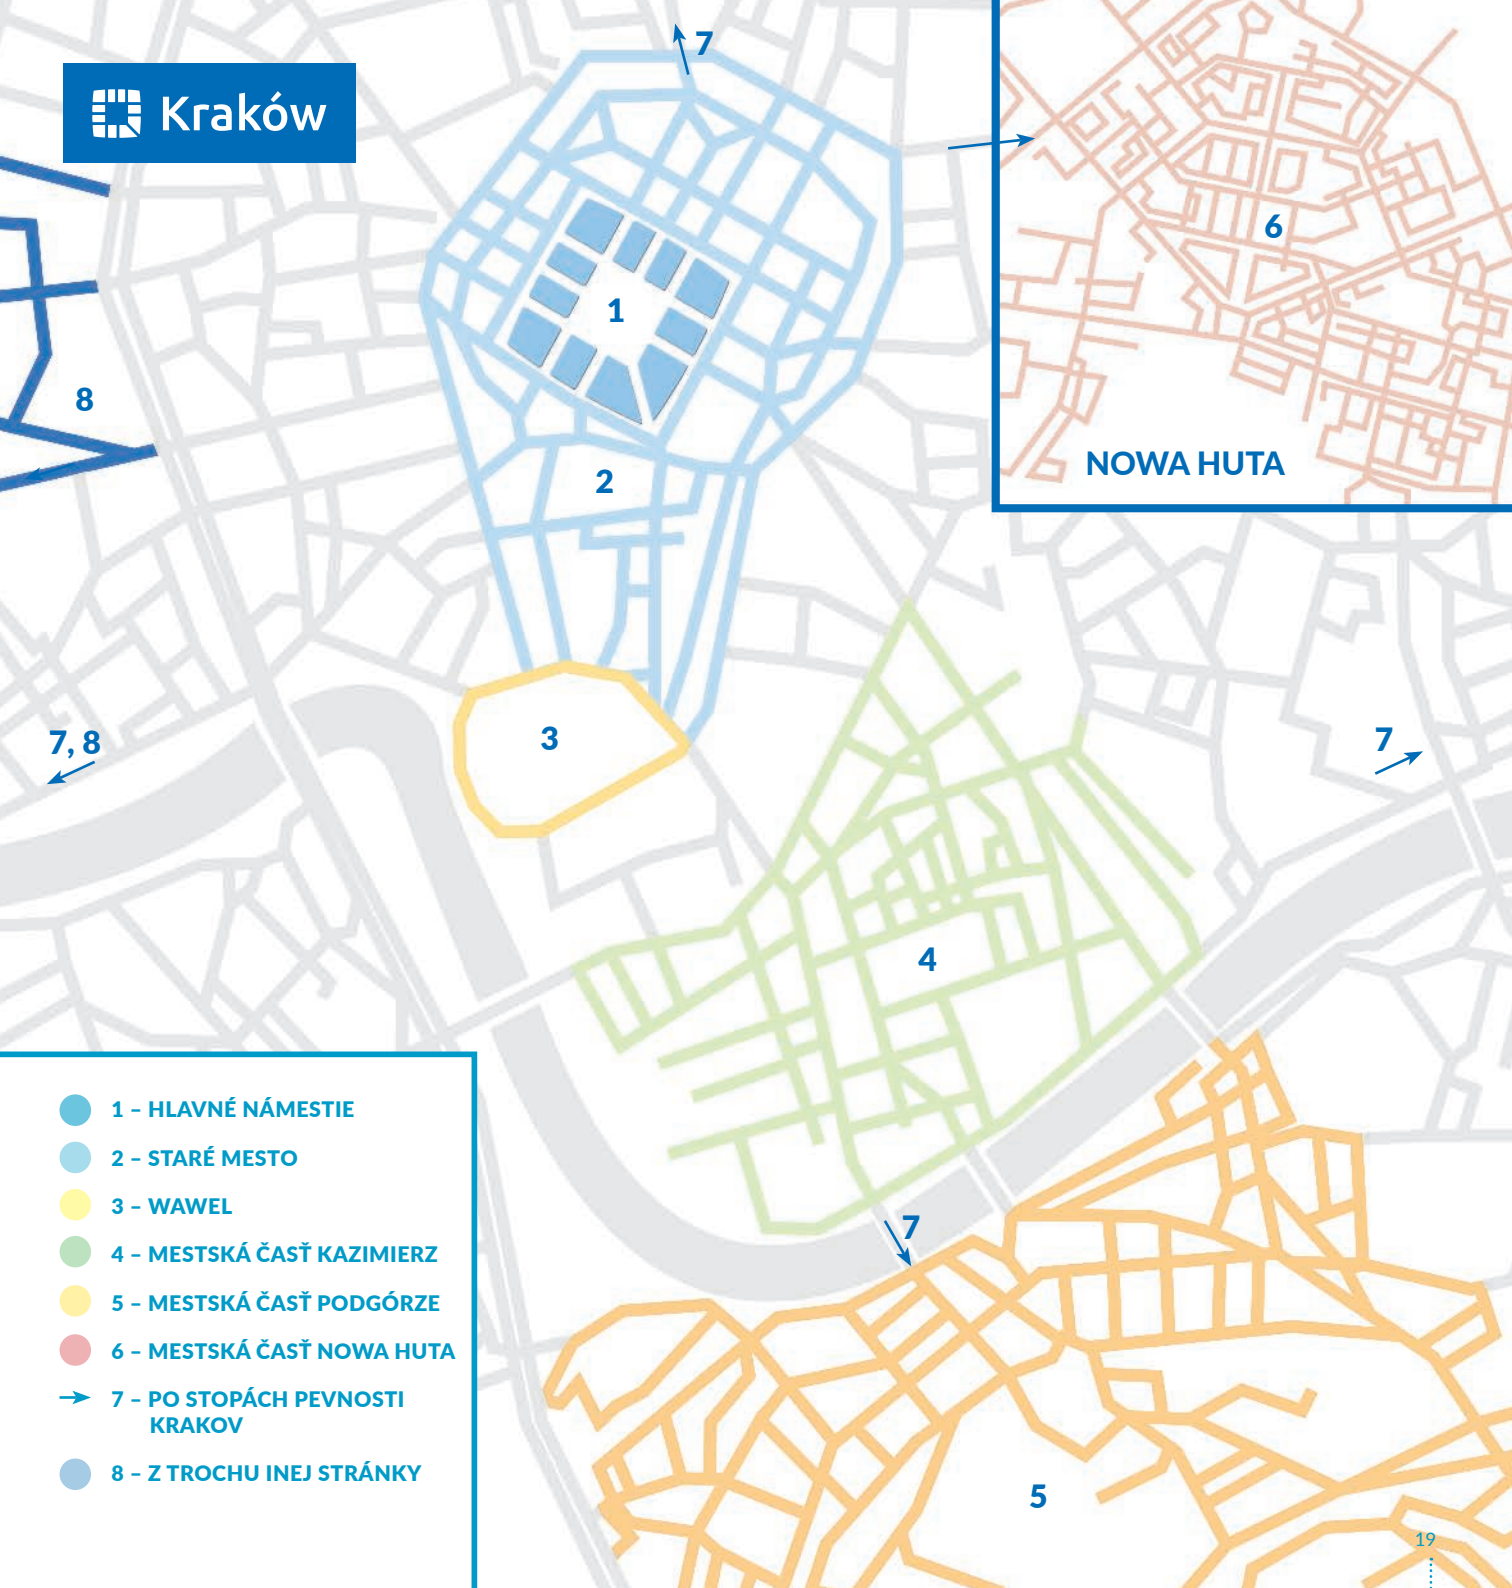 7
Kraków
6
1
8
NOWA HUTA
2
3
7, 8
7
4
1 – HLAVNÉ NÁMESTIE
2 – STARÉ MESTO
3 – WAWEL
4 – MESTSKÁ ČASŤ KAZIMIERZ
5 – MESTSKÁ ČASŤ PODGÓRZE
6 – MESTSKÁ ČASŤ NOWA HUTA
7 – PO STOPÁCH PEVNOSTI
KRAKOV
8 – Z TROCHU INEJ STRÁNKY
7
5
19